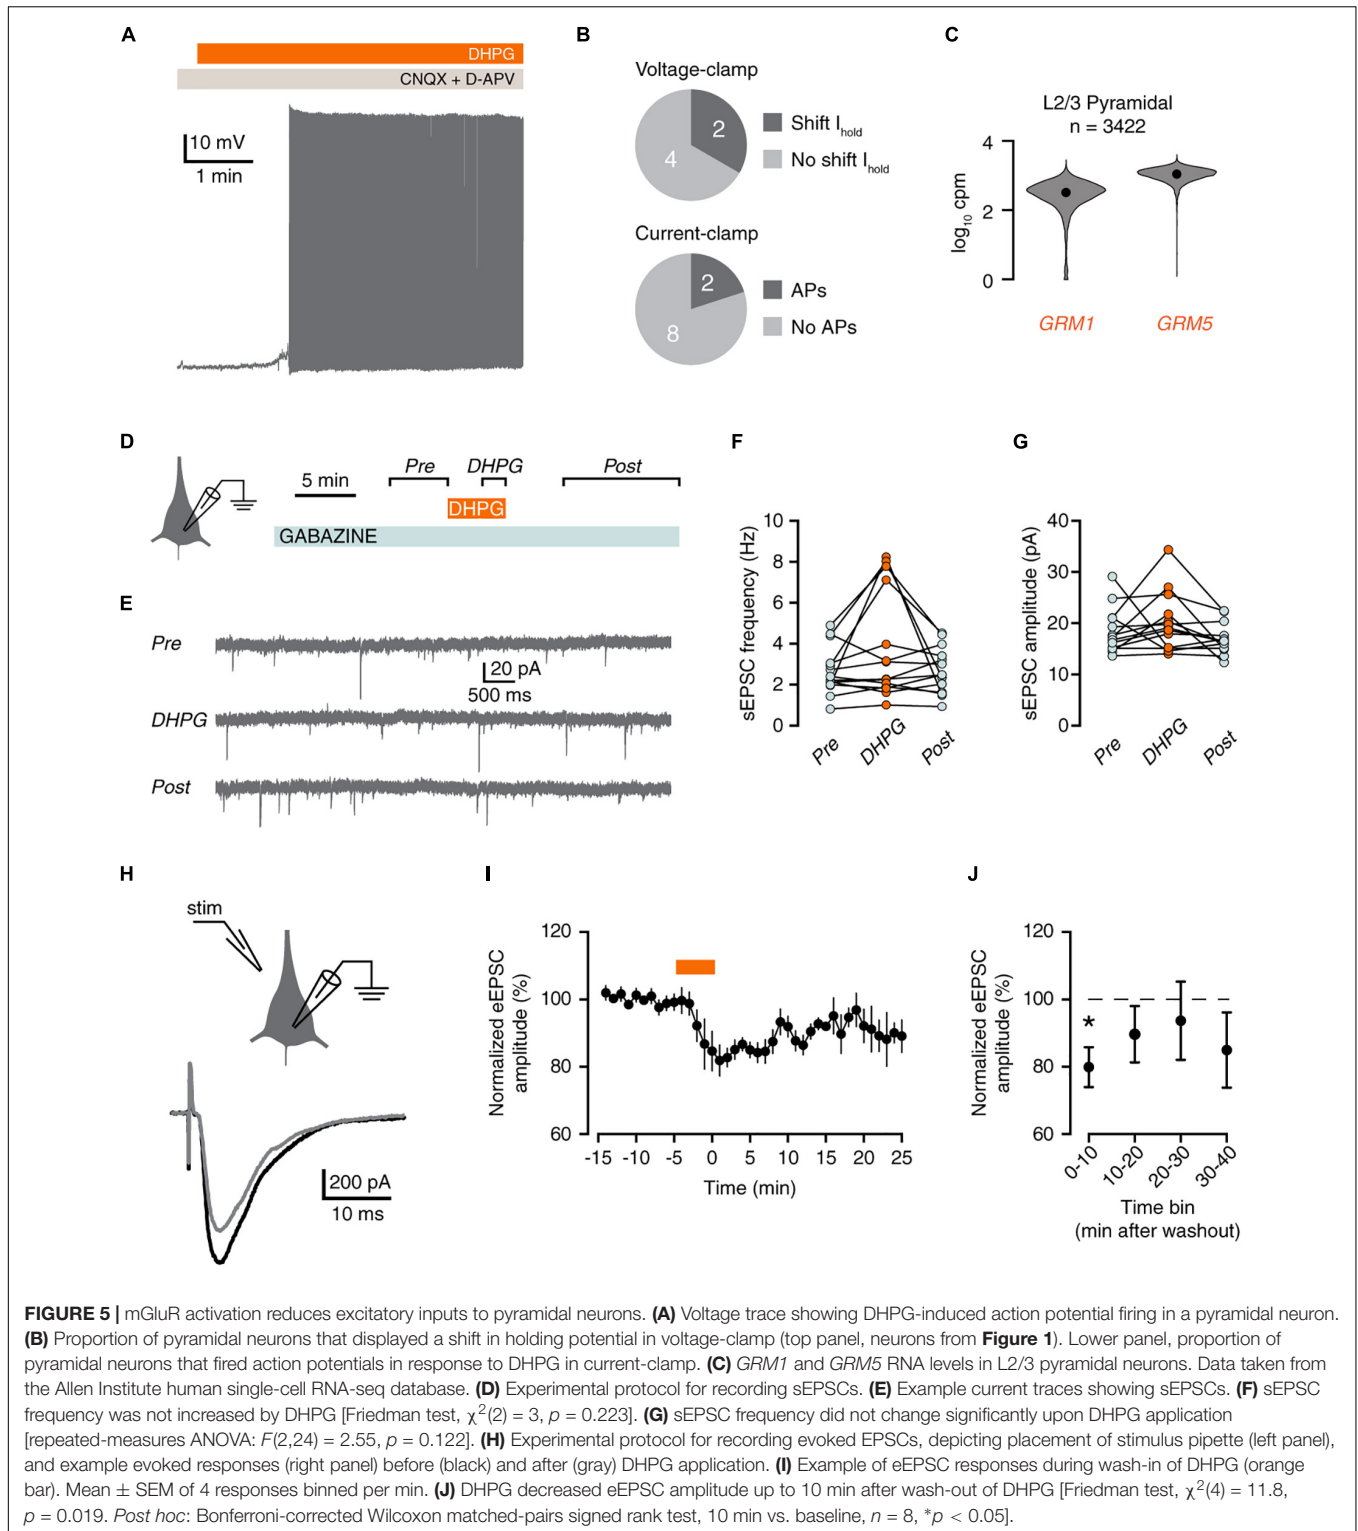 A
DHPG
CNQX + D-APV
10 mV
1 min
B
Voltage-clamp
2
4
Shift Ihold
No shift Ihold
Current-clamp
2
8
APs
No APs
C
L2/3 Pyramidal
n = 3422
log10 cpm
4
2
0
GRM1
GRM5
D
5 min
Pre
DHPG
Post
DHPG
GABAZINE
E
Pre
20 pA
500 ms
DHPG
Post
F
sEPSC frequency (Hz)
10
8
6
4
2
0
Pre
DHPG
Post
G
sEPSC amplitude (pA)
40
30
20
10
0
Pre
DHPG
Post
H
stim
200 pA
10 ms
I
Normalized eEPSC
amplitude (%)
120
100
80
60
-15
-10
-5
0
5
10
15
20
25
Time (min)
J
Normalized eEPSC
amplitude (%)
120
100
80
60
*
0-10
10-20
20-30
30-40
Time bin
(min after washout)
FIGURE 5 | mGluR activation reduces excitatory inputs to pyramidal neurons. (A) Voltage trace showing DHPG-induced action potential firing in a pyramidal neuron.
(B) Proportion of pyramidal neurons that displayed a shift in holding potential in voltage-clamp (top panel, neurons from Figure 1). Lower panel, proportion of
pyramidal neurons that fired action potentials in response to DHPG in current-clamp. (C) GRM1 and GRM5 RNA levels in L2/3 pyramidal neurons. Data taken from
the Allen Institute human single-cell RNA-seq database. (D) Experimental protocol for recording sEPSCs. (E) Example current traces showing sEPSCs. (F) sEPSC
frequency was not increased by DHPG [Friedman test, χ2(2) = 3, p = 0.223]. (G) sEPSC frequency did not change significantly upon DHPG application
[repeated-measures ANOVA: F(2,24) = 2.55, p = 0.122]. (H) Experimental protocol for recording evoked EPSCs, depicting placement of stimulus pipette (left panel),
and example evoked responses (right panel) before (black) and after (gray) DHPG application. (I) Example of eEPSC responses during wash-in of DHPG (orange
bar). Mean ± SEM of 4 responses binned per min. (J) DHPG decreased eEPSC amplitude up to 10 min after wash-out of DHPG [Friedman test, χ2(4) = 11.8,
p = 0.019. Post hoc: Bonferroni-corrected Wilcoxon matched-pairs signed rank test, 10 min vs. baseline, n = 8, *p < 0.05].